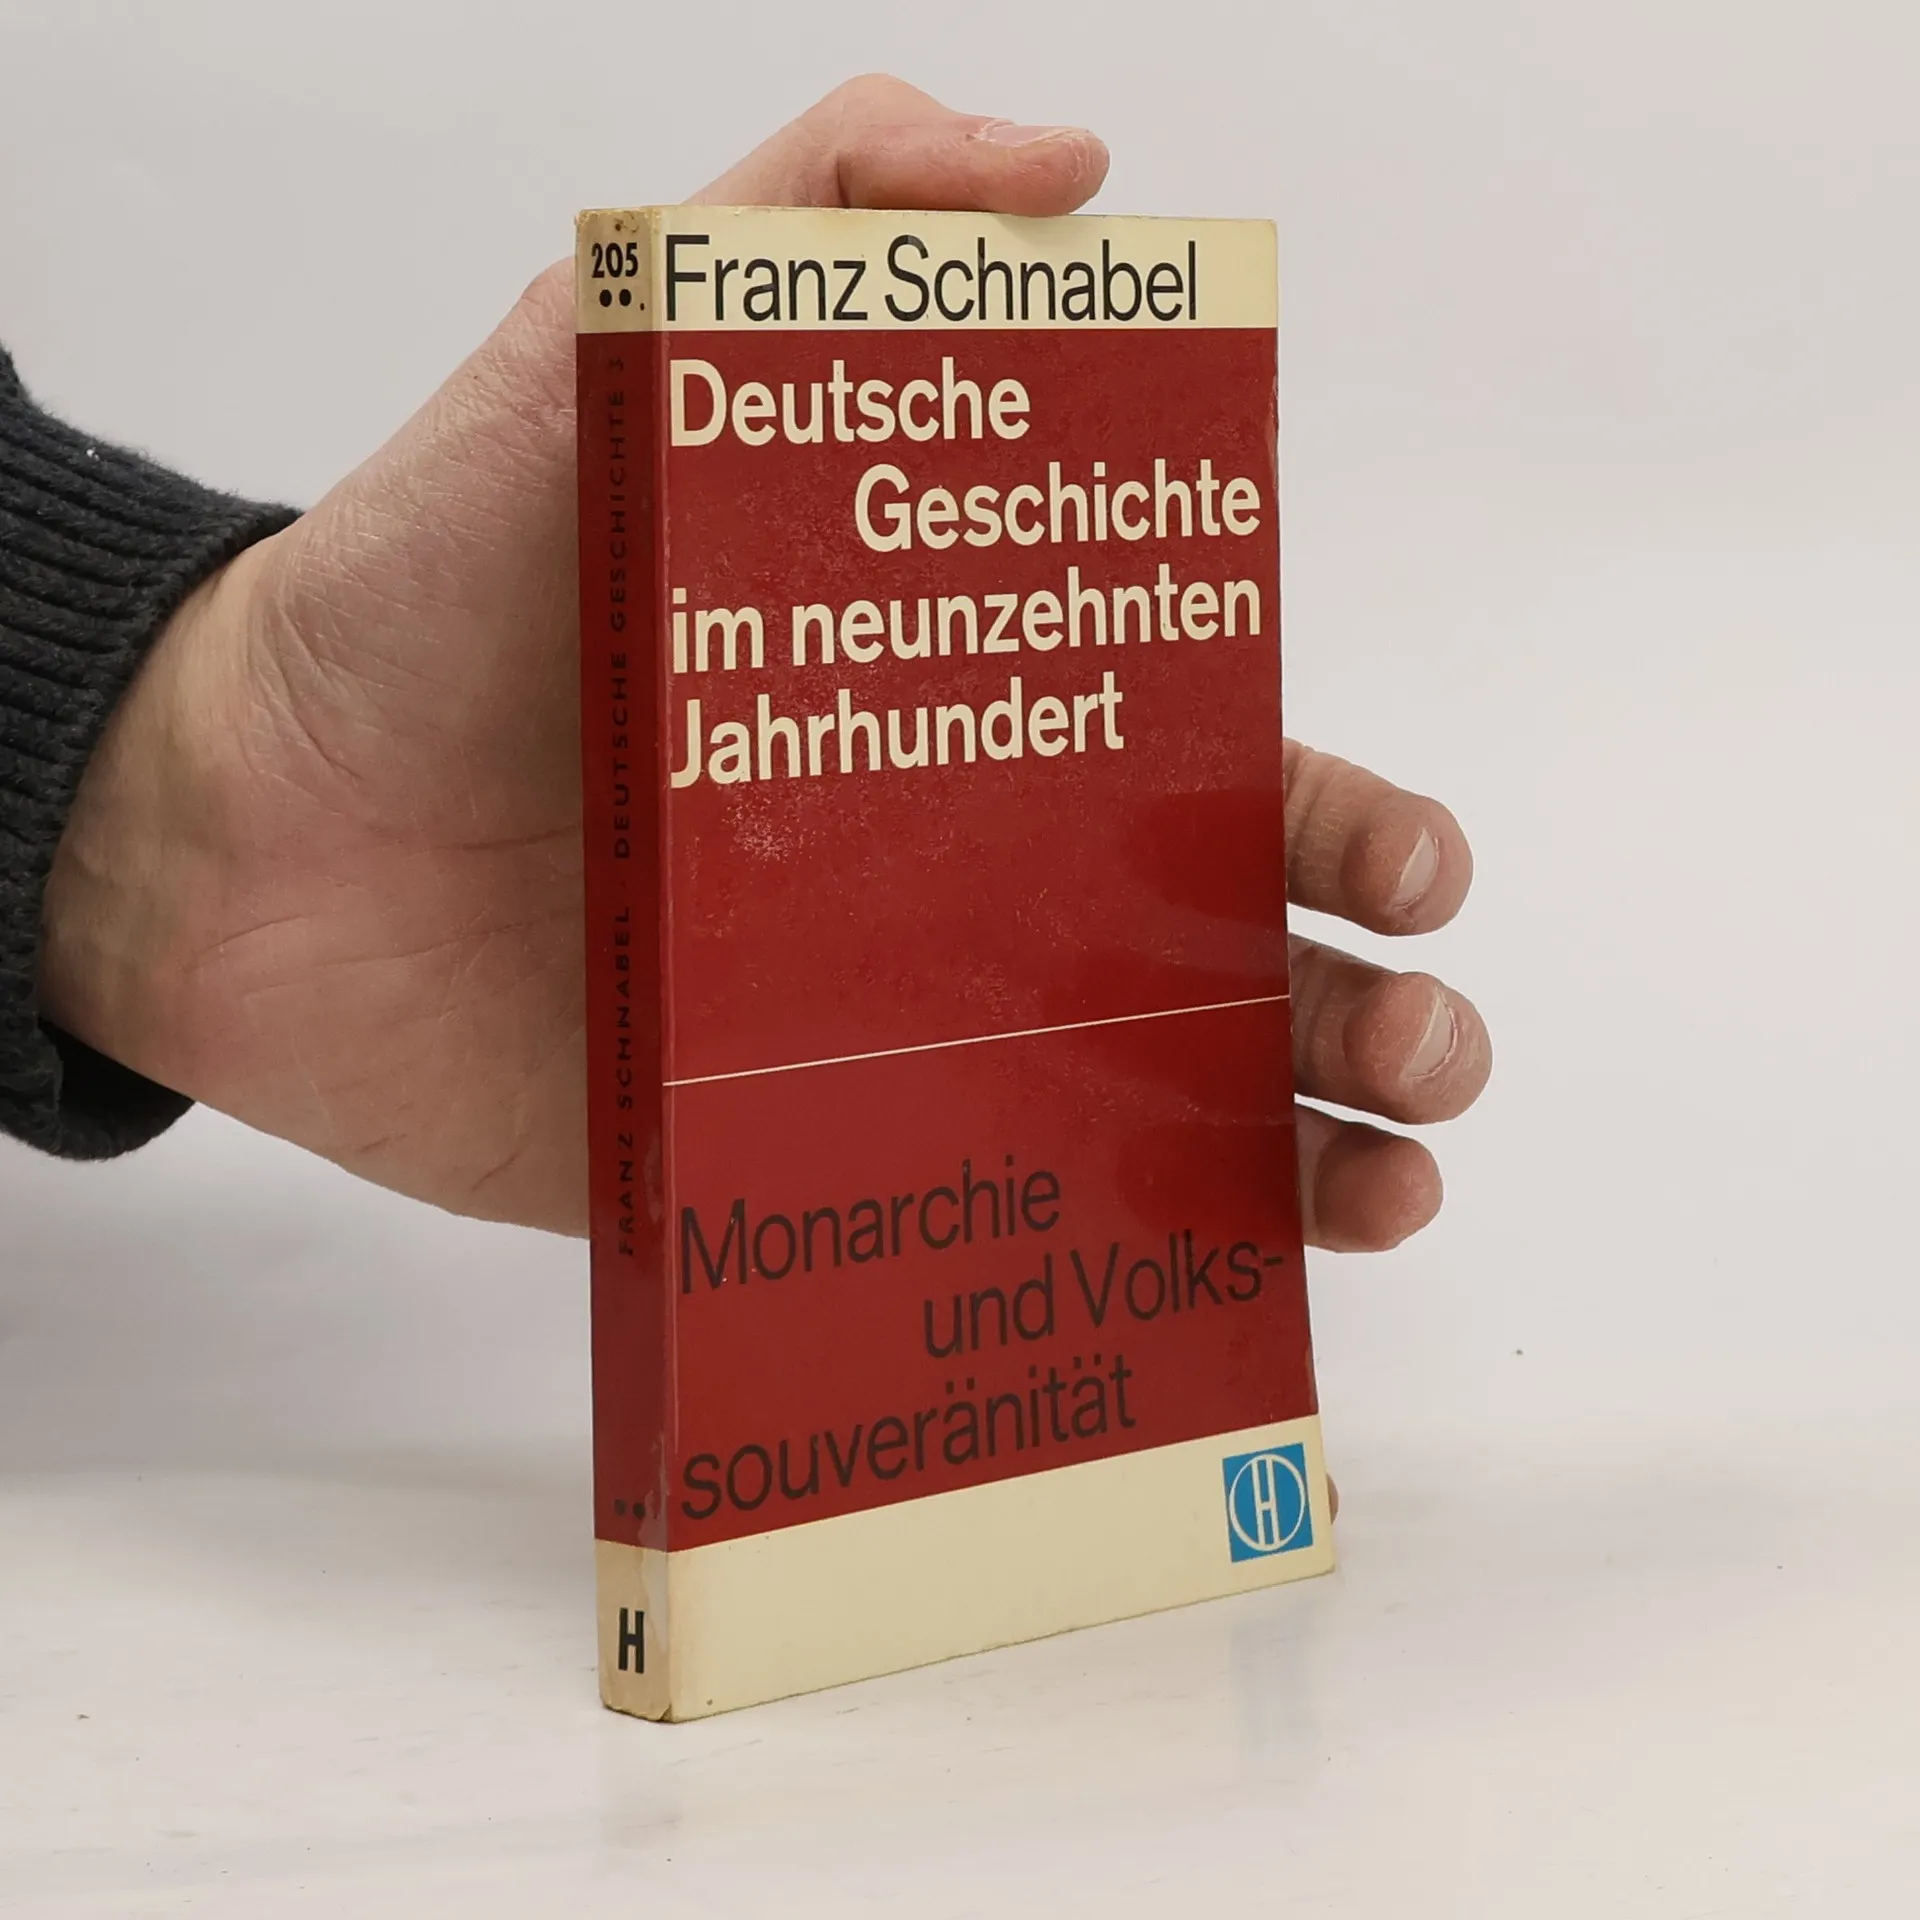 205
Franz Schnabel
Deutsche
Geschichte
im neunzehnten
Jahrhundert
Monarchie
und Volks-
souveränität
H
FRANZ SCHNABEL · DEUTSCHE GESCHICHTE 3
H